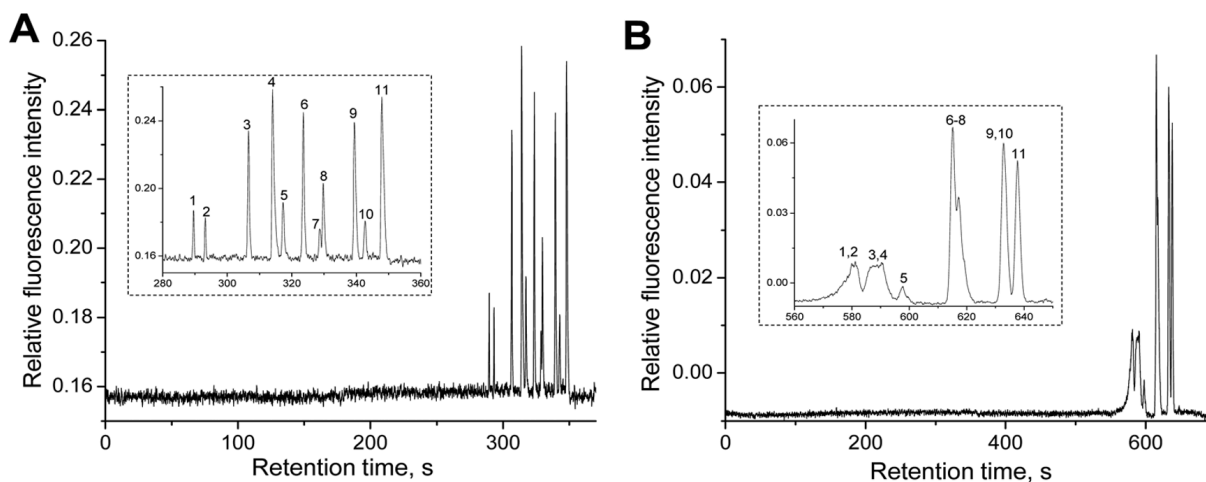 A
Relative fluorescence intensity
0.26
0.24
0.22
0.20
0.18
0.16
0 100 200 300
Retention time, s
0.24
0.20
0.16
280 300 320 340 360
1 2 3 4 5 6 7 8 9 10 11
B
Relative fluorescence intensity
0.06
0.04
0.02
0.00
0 200 400 600
Retention time, s
0.06
0.03
0.00
560 580 600 620 640
1,2 3,4 5 6-8 9,10 11